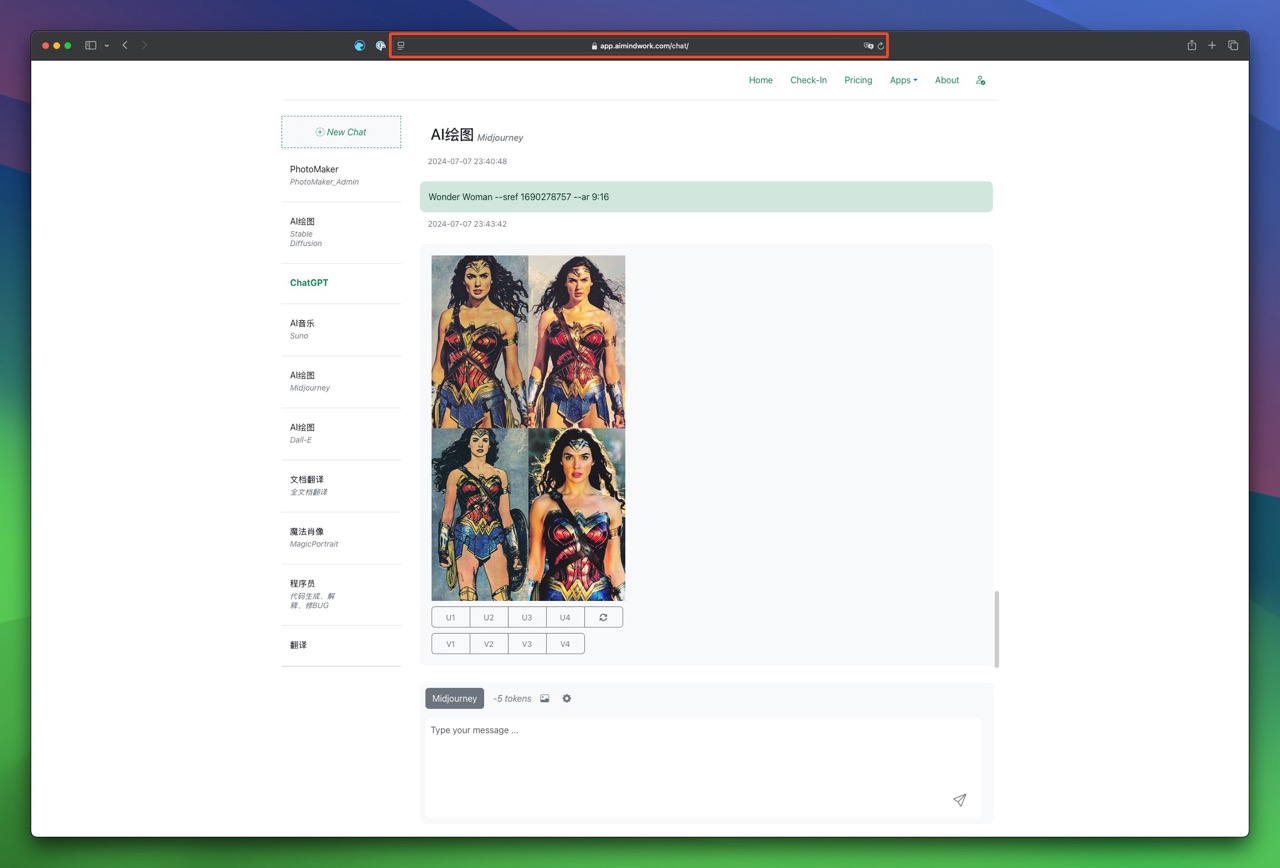 app.aimindwork.com/chat/
Home Check-In Pricing Apps About
New Chat
PhotoMaker
PhotoMaker_Admin
AI绘图
Stable
Diffusion
ChatGPT
AI音乐
Suno
AI绘图
Midjourney
AI绘图
Dall-E
文档翻译
全文档翻译
魔法肖像
MagicPortrait
程序员
代码生成、解
释、修BUG
翻译
AI绘图 Midjourney
2024-07-07 23:40:48
Wonder Woman --sref 1690278757 --ar 9:16
2024-07-07 23:43:42
U1 U2 U3 U4
V1 V2 V3 V4
Midjourney ~5 tokens
Type your message ...